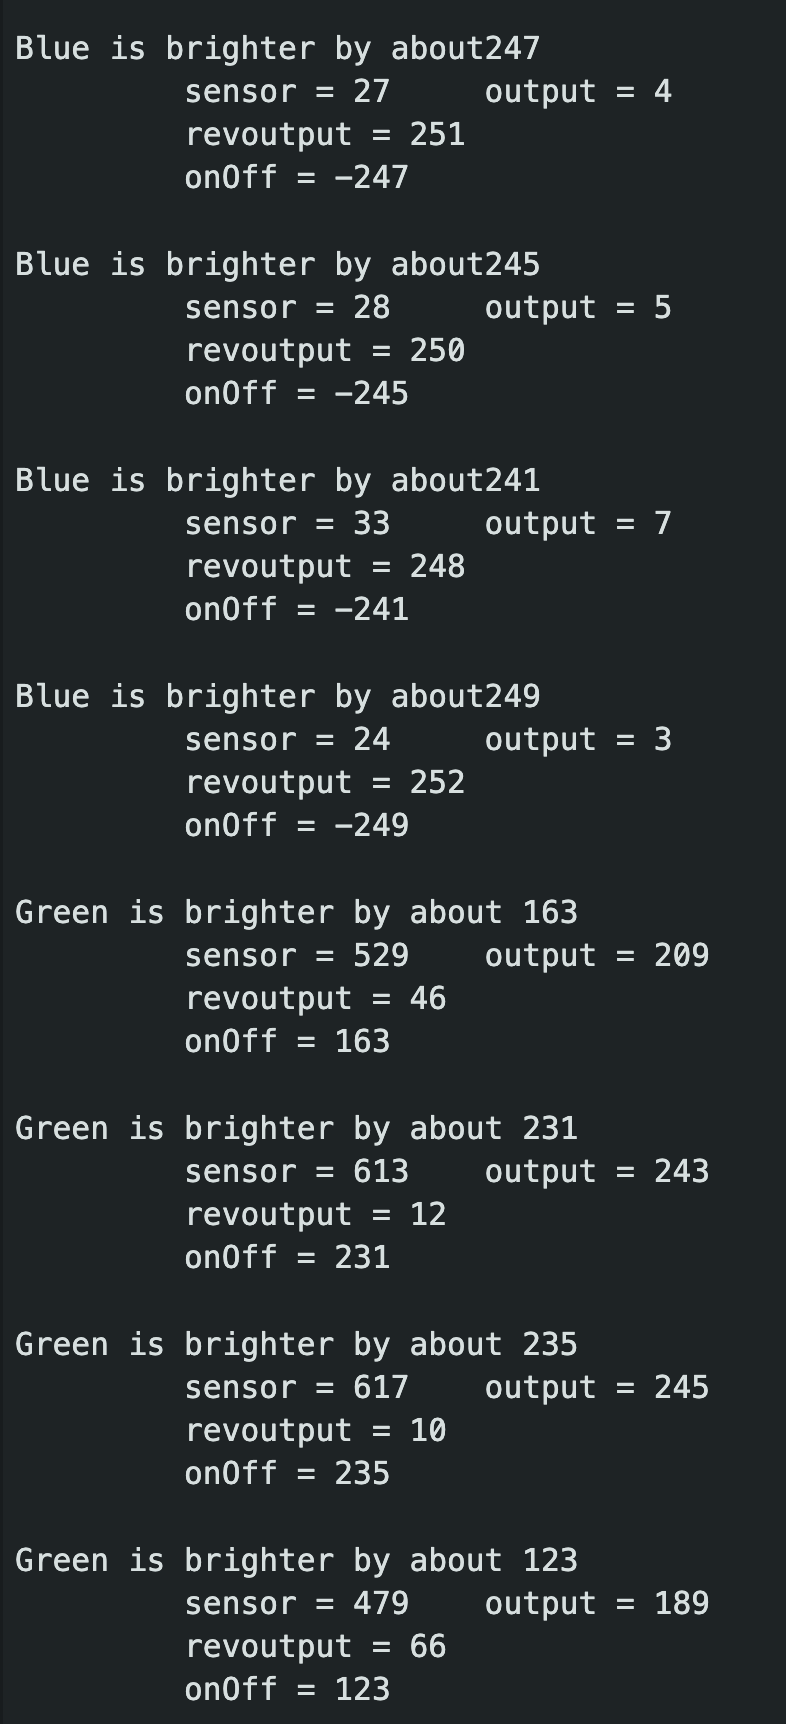 Blue is brighter by about247
sensor = 27 output = 4
revoutput = 251
onOff = -247
Blue is brighter by about245
sensor = 28 output = 5
revoutput = 250
onOff = -245
Blue is brighter by about241
sensor = 33 output = 7
revoutput = 248
onOff = -241
Blue is brighter by about249
sensor = 24 output = 3
revoutput = 252
onOff = -249
Green is brighter by about 163
sensor = 529 output = 209
revoutput = 46
onOff = 163
Green is brighter by about 231
sensor = 613 output = 243
revoutput = 12
onOff = 231
Green is brighter by about 235
sensor = 617 output = 245
revoutput = 10
onOff = 235
Green is brighter by about 123
sensor = 479 output = 189
revoutput = 66
onOff = 123